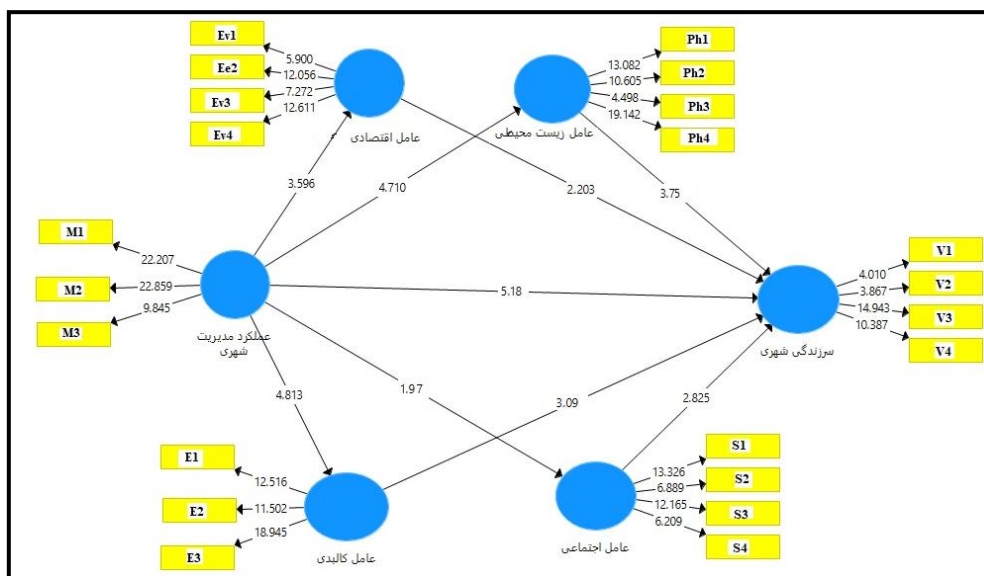 Ev1
5.900
Ee2
12.056
Ev3
7.272
Ev4
12.611
عامل اقتصادی
Ph1
13.082
Ph2
10.605
Ph3
4.498
Ph4
19.142
عامل زیست محیطی
3.596
4.710
2.203
3.75
M1
22.207
M2
22.859
M3
9.845
عملکرد مدیریت
شهری
5.18
V1
4.010
V2
3.867
V3
14.943
V4
10.387
سرزندگی شهری
4.813
1.97
3.09
2.825
E1
12.516
E2
11.502
E3
18.945
عامل کالبدی
S1
13.326
S2
6.889
S3
12.165
S4
6.209
عامل اجتماعی